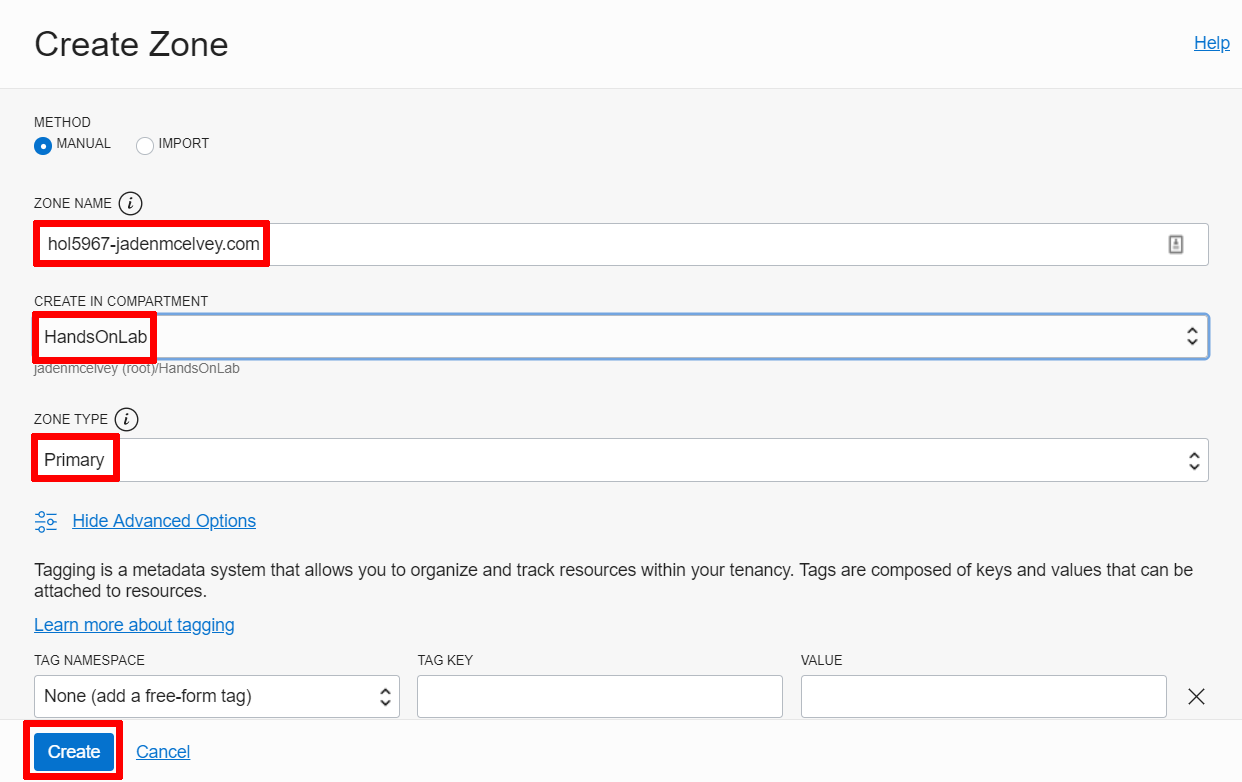 Create Zone
Help
METHOD
MANUAL IMPORT
ZONE NAME i
hol5967-jadenmcelvey.com
CREATE IN COMPARTMENT
HandsOnLab
jadenmcelvey (root)/HandsOnLab
ZONE TYPE i
Primary
Hide Advanced Options
Tagging is a metadata system that allows you to organize and track resources within your tenancy. Tags are composed of keys and values that can be
attached to resources.
Learn more about tagging
TAG NAMESPACE TAG KEY VALUE
None (add a free-form tag)
Create Cancel